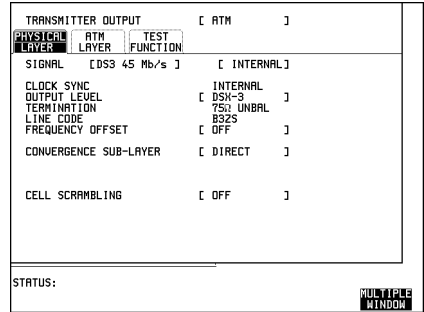 TRANSMITTER OUTPUT [ ATM ]
PHYSICAL ATM TEST
LAYER LAYER FUNCTION
SIGNAL [DS3 45 Mb/s ] [ INTERNAL]
CLOCK SYNC INTERNAL
OUTPUT LEVEL [ DSX-3 ]
TERMINATION 75Ω UNBAL
LINE CODE B3ZS
FREQUENCY OFFSET [ OFF ]
CONVERGENCE SUB-LAYER [ DIRECT ]
CELL SCRAMBLING [ OFF ]
STATUS:
MULTIPLE
WINDOW